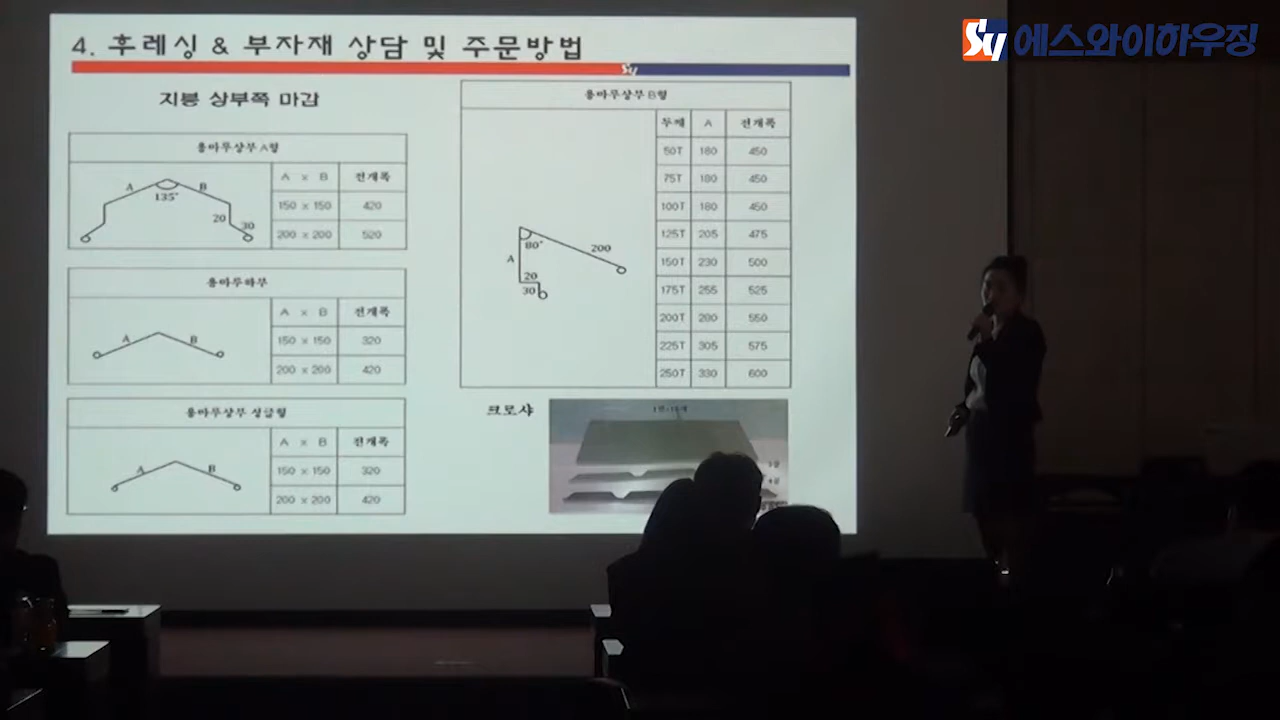 4. 후레싱 & 부자재 상담 및 주문방법
sy
sy 에스와이하우징
지붕 상부쪽 마감
용마루상부 A형
A B
135°
20 30
A x B 전개폭
150 x 150 420
200 x 200 520
용마루하부
A B
A x B 전개폭
150 x 150 320
200 x 200 420
용마루상부 싱글형
A B
A x B 전개폭
150 x 150 320
200 x 200 420
용마루상부 B형
80°
200
A
20
30
두께 A 전개폭
50T 180 450
75T 180 450
100T 180 450
125T 205 475
150T 230 500
175T 255 525
200T 280 550
225T 305 575
250T 330 600
크로샤